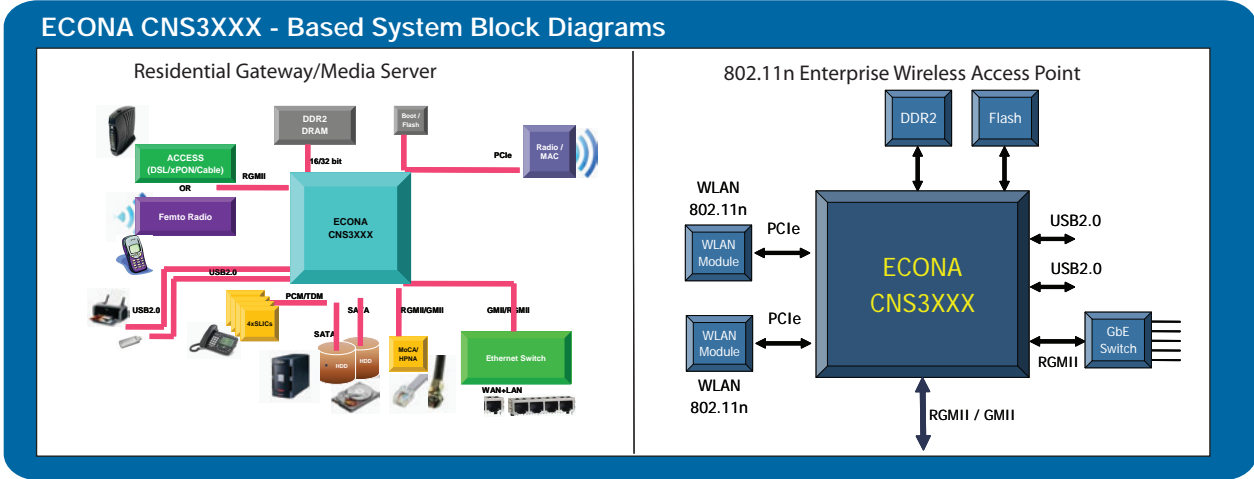 ECONA CNS3XXX - Based System Block Diagrams
Residential Gateway/Media Server
DDR2
DRAM
Boot /
Flash
Radio /
MAC
PCIe
16/32 bit
ACCESS
(DSL/xPON/Cable)
RGMII
OR
Femto Radio
ECONA
CNS3XXX
USB2.0
USB2.0
PCM/TDM
4xSLICs
SATA
SATA
HDD
HDD
RGMII/GMII
MoCA/
HPNA
GMII/RGMII
Ethernet Switch
WAN+LAN
802.11n Enterprise Wireless Access Point
DDR2
Flash
WLAN
802.11n
WLAN
Module
PCIe
ECONA
CNS3XXX
USB2.0
USB2.0
WLAN
Module
PCIe
WLAN
802.11n
GbE
Switch
RGMII
RGMII / GMII